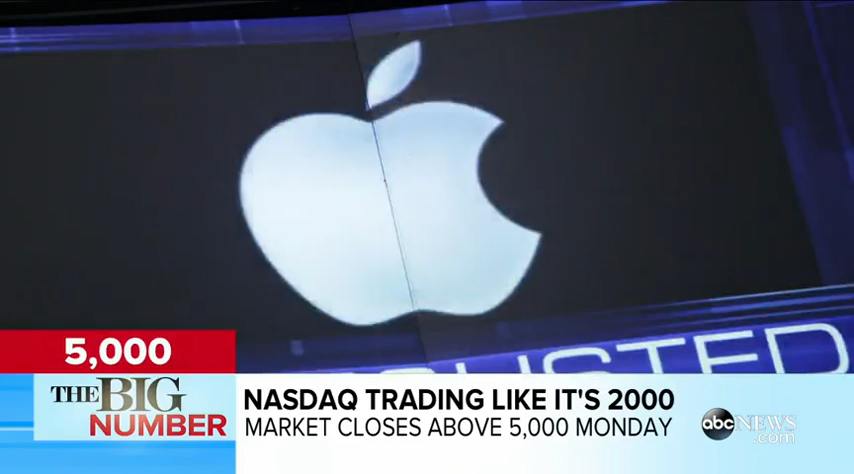 TED
5,000
THE BIG
NUMBER
NASDAQ TRADING LIKE IT'S 2000
MARKET CLOSES ABOVE 5,000 MONDAY
abc NEWS
.com